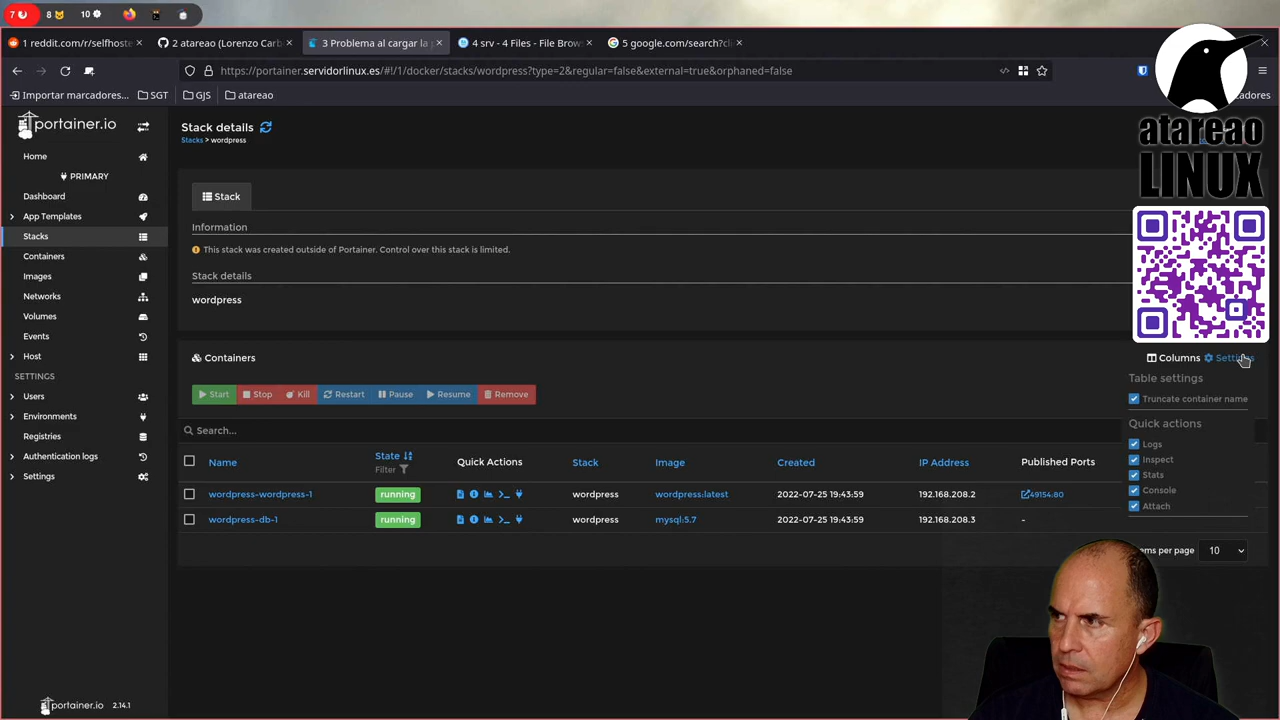 7
8
10
1 reddit.com/r/selfhoste
2 atareao (Lorenzo Carb
3 Problema al cargar la p
4 srv - 4 Files - File Brow
5 google.com/search?cli
https://portainer.servidorlinux.es/#!/1/docker/stacks/wordpress?type=2&regular=false&external=true&orphaned=false
Importar marcadores...
SGT
GJS
atareao
cadores
atareao
LINUX
portainer.io
Home
PRIMARY
Dashboard
App Templates
Stacks
Containers
Images
Networks
Volumes
Events
Host
SETTINGS
Users
Environments
Registries
Authentication logs
Settings
portainer.io 2.14.1
Stack details
Stacks > wordpress
Stack
Information
This stack was created outside of Portainer. Control over this stack is limited.
Stack details
wordpress
Containers
Columns
Settings
Table settings
Truncate container name
Quick actions
Logs
Inspect
Stats
Console
Attach
Start Stop Kill Restart Pause Resume Remove
Search...
Name State Quick Actions Stack Image Created IP Address Published Ports
Filter
wordpress-wordpress-1 running wordpress wordpress:latest 2022-07-25 19:43:59 192.168.208.2 49154:80
wordpress-db-1 running wordpress mysql:5.7 2022-07-25 19:43:59 192.168.208.3 -
ems per page 10